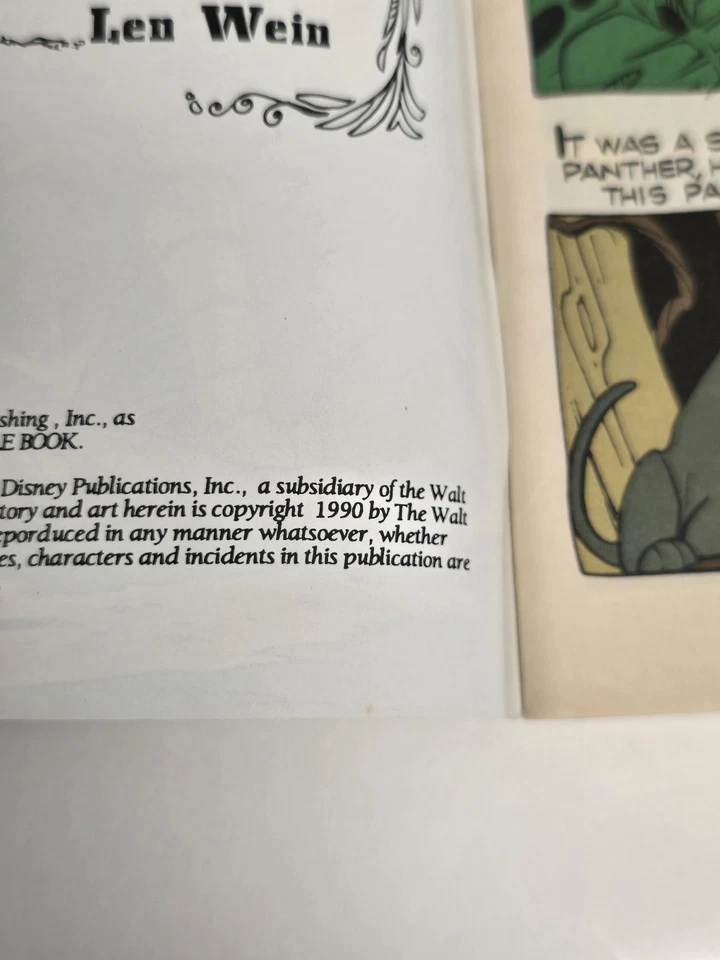 Len Wein
shing , Inc., as
E BOOK.
Disney Publications, Inc., a subsidiary of the Walt
tory and art herein is copyright 1990 by The Walt
eporduced in any manner whatsoever, whether
es, characters and incidents in this publication are
IT WAS A S
PANTHER, H
THIS PA